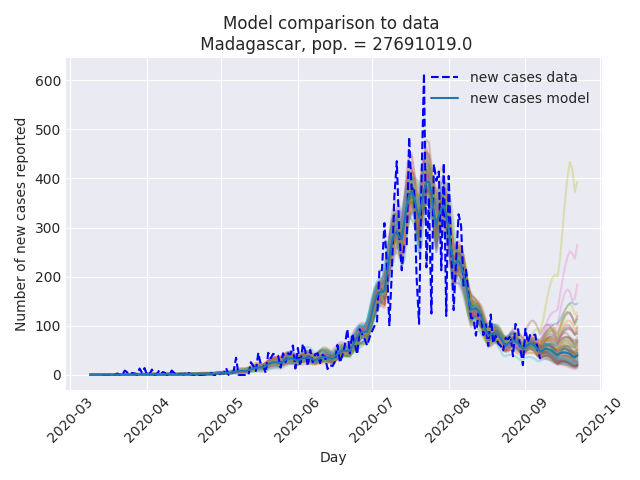 Model comparison to data
Madagascar, pop. = 27691019.0
new cases data
new cases model
Number of new cases reported
600
500
400
300
200
100
0
2020-03
2020-04
2020-05
2020-06
2020-07
2020-08
2020-09
2020-10
Day